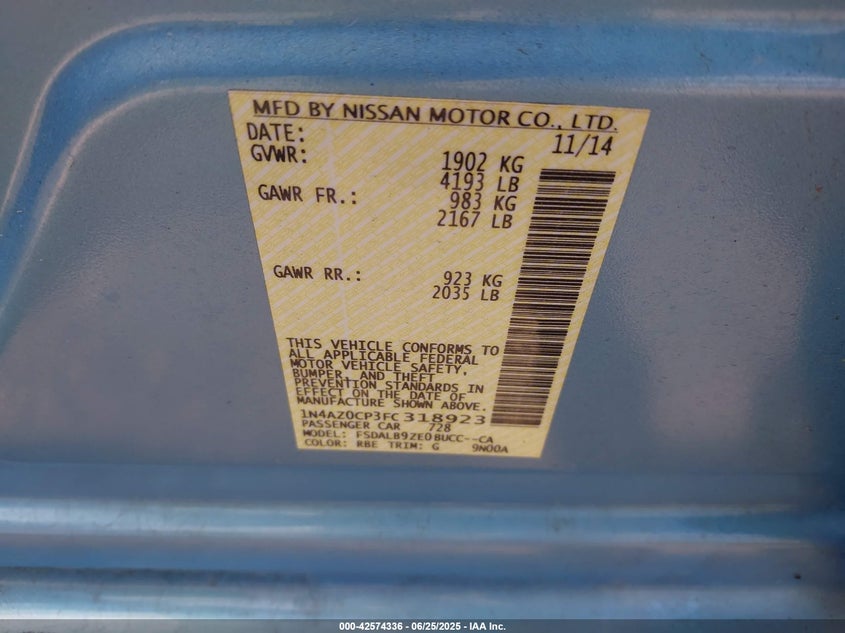 MFD BY NISSAN MOTOR CO., LTD.
DATE: 11/14
GVWR: 1902 KG
4193 LB
GAWR FR.: 983 KG
2167 LB
GAWR RR.: 923 KG
2035 LB
THIS VEHICLE CONFORMS TO
ALL APPLICABLE FEDERAL
MOTOR VEHICLE SAFETY,
BUMPER, AND THEFT
PREVENTION STANDARDS IN
EFFECT ON THE DATE OF
MANUFACTURE SHOWN ABOVE.
1N4AZ0CP3FC318923
PASSENGER CAR 728
MODEL: FSDALB9ZE0BUCC--CA
COLOR: RBE TRIM: G 9N00A
000-42574336 - 06/25/2025 - IAA Inc.